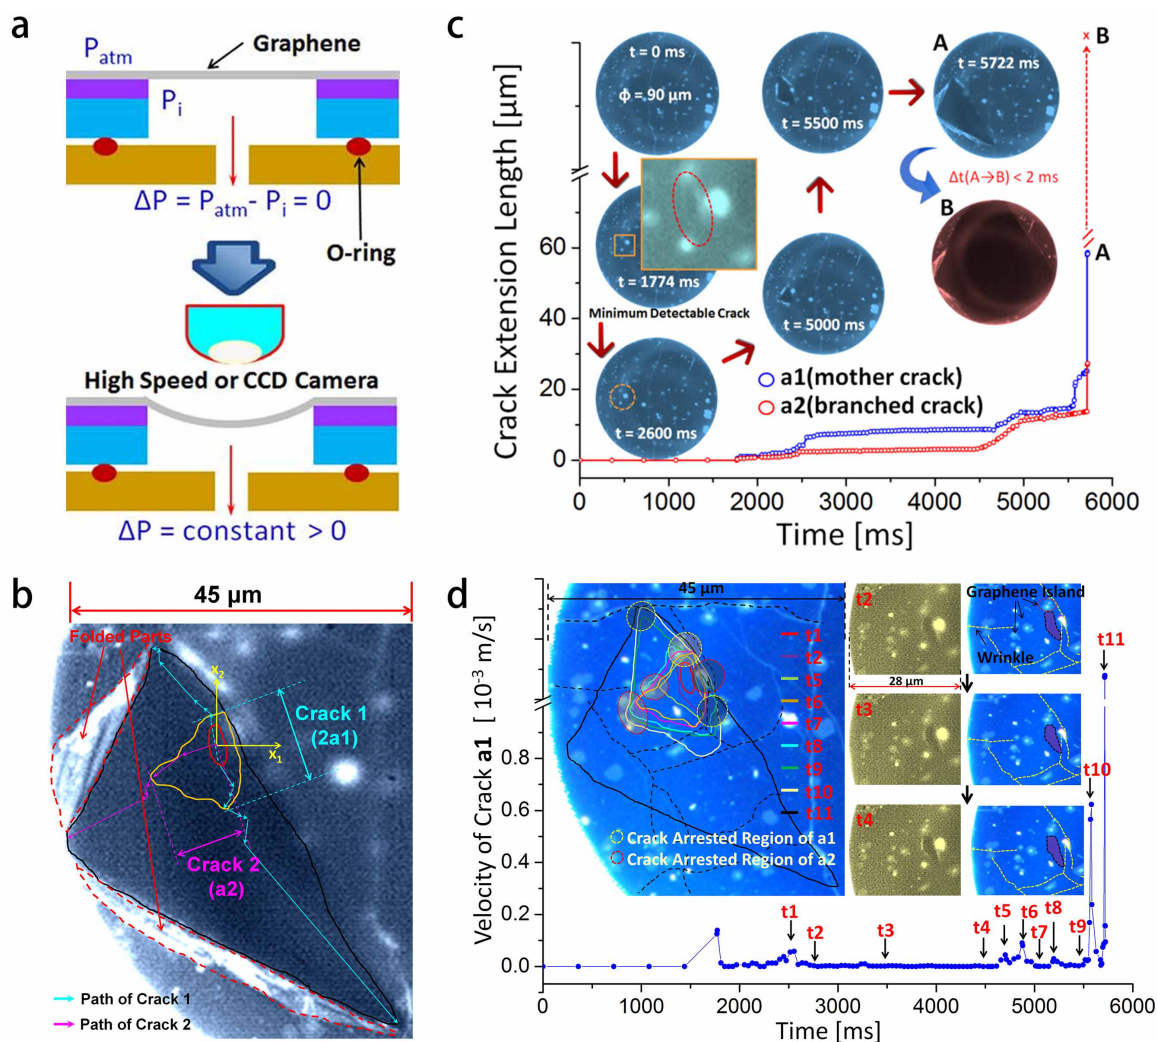 a
P_atm
Graphene
P_i
ΔP = P_atm- P_i = 0
O-ring
High Speed or CCD Camera
ΔP = constant > 0
c
Crack Extension Length [µm]
60
40
20
0
0
1000
2000
3000
4000
5000
6000
Time [ms]
t = 0 ms
ϕ = 90 µm
t = 1774 ms
Minimum Detectable Crack
t = 2600 ms
t = 5000 ms
t = 5500 ms
A
t = 5722 ms
Δt(A→B) < 2 ms
B
x B
A
a1(mother crack)
a2(branched crack)
b
45 µm
Folded Parts
x₂
x₁
Crack 1
(2a1)
Crack 2
(a2)
Path of Crack 1
Path of Crack 2
d
Velocity of Crack a1 [ 10⁻³ m/s]
0.8
0.6
0.4
0.2
0.0
0
1000
2000
3000
4000
5000
6000
Time [ms]
45 µm
t1
t2
t5
t6
t7
t8
t9
t10
t11
Crack Arrested Region of a1
Crack Arrested Region of a2
t2
Graphene Island
Wrinkle
28 µm
t3
t4
t1
t2
t3
t4
t5
t6
t7
t8
t9
t10
t11